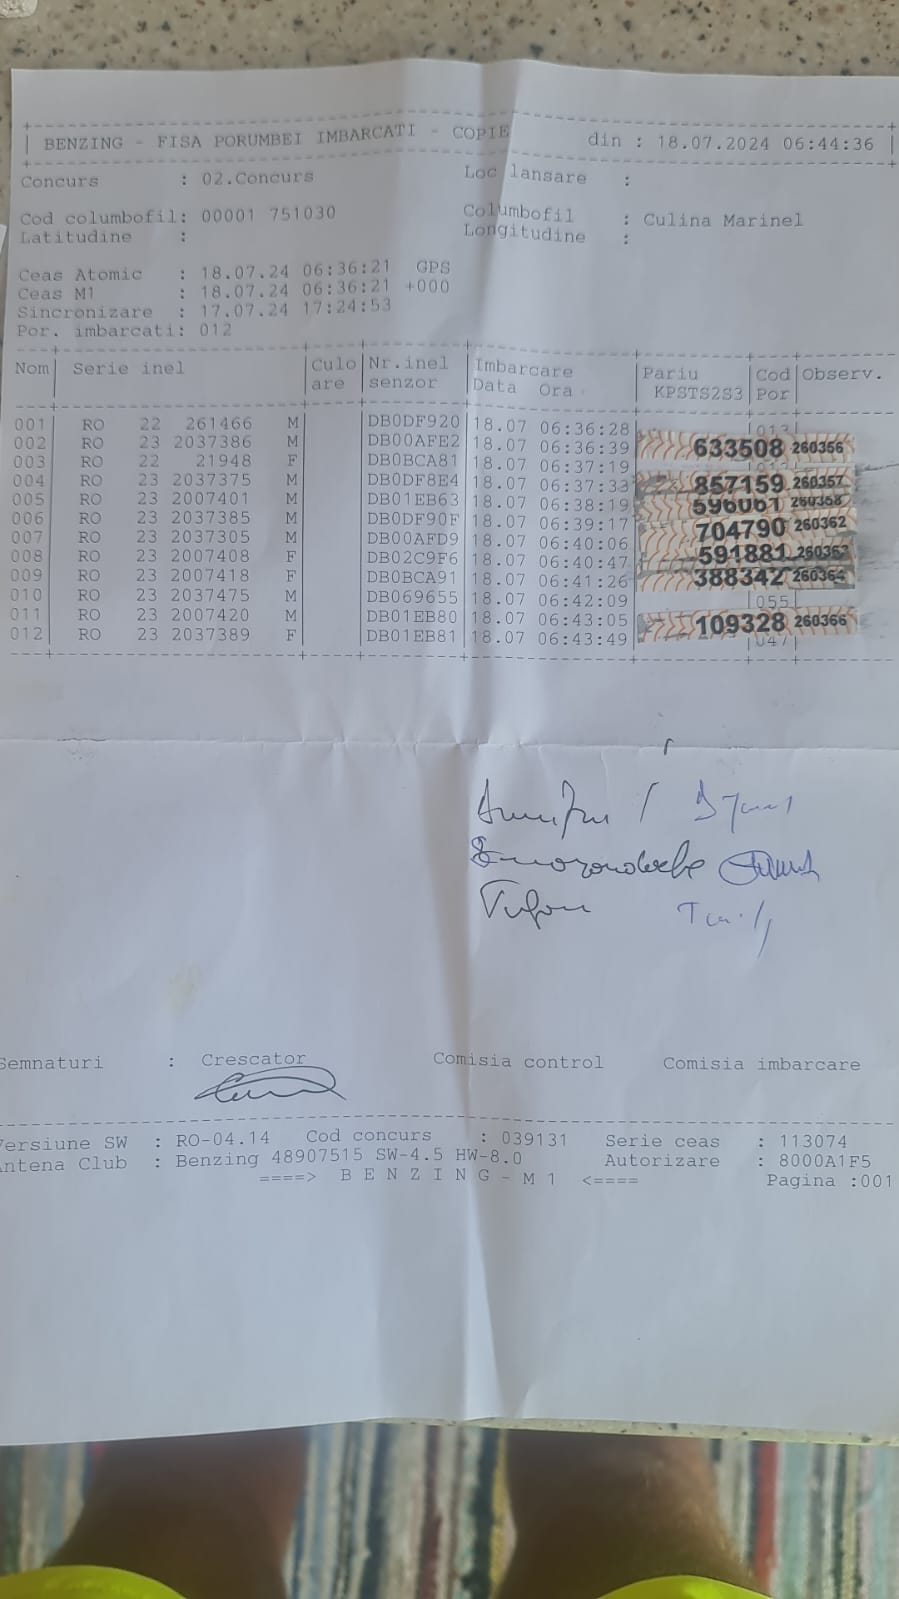 BENZING - FISA PORUMBEI IMBARCATI - COPIE din : 18.07.2024 06:44:36
Concurs : 02.Concurs Loc lansare :
Cod columbofil: 00001 751030 Columbofil : Culina Marinel
Latitudine : Longitudine :
Ceas Atomic : 18.07.24 06:36:21 GPS
Ceas M1 : 18.07.24 06:36:21 +000
Sincronizare : 17.07.24 17:24:53
Por. imbarcati: 012
Nom Serie inel Culo Nr.inel Imbarcare Pariu Cod Observ.
are senzor Data Ora KPSTS2S3 Por
001 RO 22 261466 M DB0DF920 18.07 06:36:28
002 RO 23 2037386 M DB00AFE2 18.07 06:36:39 633508 260356
003 RO 22 21948 F DB0BCA81 18.07 06:37:19
004 RO 23 2037375 M DB0DF8E4 18.07 06:37:33 857159 260357
005 RO 23 2007401 M DB01EB63 18.07 06:38:19 596061 260358
006 RO 23 2037385 M DB0DF90F 18.07 06:39:17 704790 260362
007 RO 23 2037305 M DB00AFD9 18.07 06:40:06
008 RO 23 2007408 F DB02C9F6 18.07 06:40:47 591881 260363
009 RO 23 2007418 F DB0BCA91 18.07 06:41:26 388342 260364
010 RO 23 2037475 M DB069655 18.07 06:42:09 055
011 RO 23 2007420 M DB01EB80 18.07 06:43:05 109328 260366
012 RO 23 2037389 F DB01EB81 18.07 06:43:49 047
Semnaturi : Crescator Comisia control Comisia imbarcare
Versiune SW : RO-04.14 Cod concurs : 039131 Serie ceas : 113074
Antena Club : Benzing 48907515 SW-4.5 HW-8.0 Autorizare : 8000A1F5
====> B E N Z I N G - M 1 <==== Pagina :001